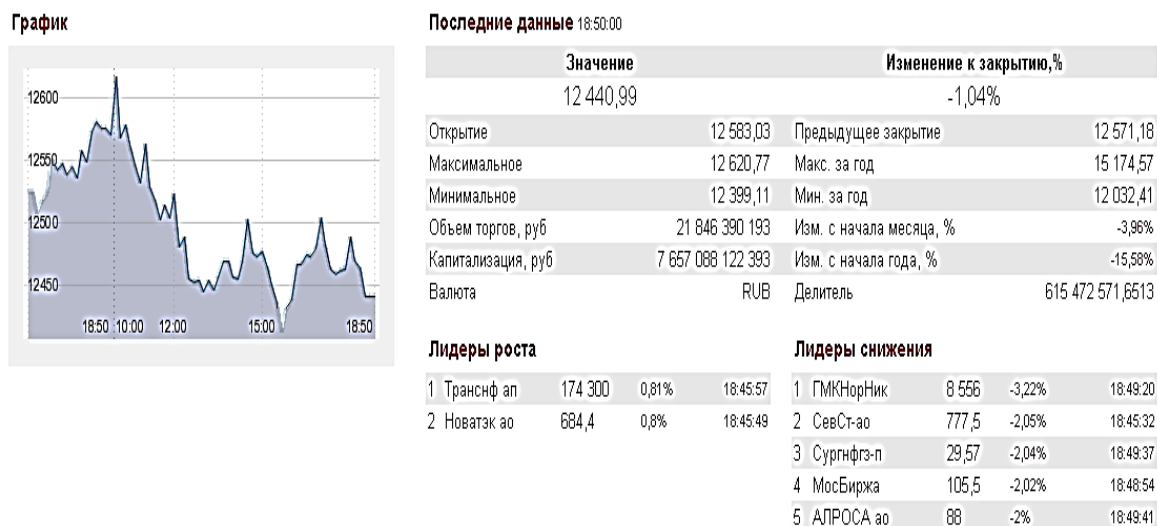 График
12600
12550
12500
12450
18:50 10:00 12:00 15:00 18:50
Последние данные 18:50:00
Значение Изменение к закрытию,%
12 440,99 -1,04%
Открытие 12 583,03 Предыдущее закрытие 12 571,18
Максимальное 12 620,77 Макс. за год 15 174,57
Минимальное 12 399,11 Мин. за год 12 032,41
Объем торгов, руб 21 846 390 193 Изм. с начала месяца, % -3,96%
Капитализация, руб 7 657 088 122 393 Изм. с начала года, % -15,58%
Валюта RUB Делитель 615 472 571,6513
Лидеры роста
1 Транснф ап 174 300 0,81% 18:45:57
2 Новатэк ао 684,4 0,8% 18:45:49
Лидеры снижения
1 ГМКНорНик 8 556 -3,22% 18:49:20
2 СевСт-ао 777,5 -2,05% 18:45:32
3 Сургнфгз-п 29,57 -2,04% 18:49:37
4 МосБиржа 105,5 -2,02% 18:48:54
5 АЛРОСА ао 88 -2% 18:49:41